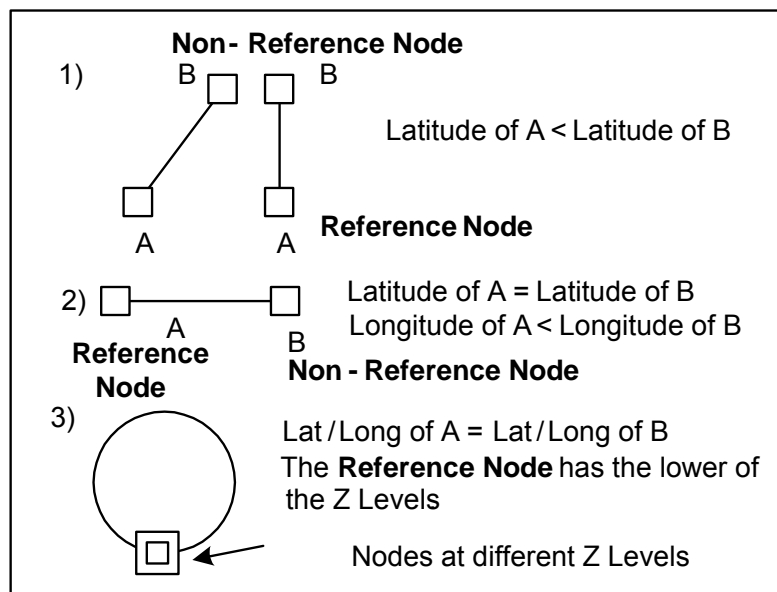 Non- Reference Node
1)
B B
Latitude of A < Latitude of B
A A
Reference Node
2)
A
B
Latitude of A = Latitude of B
Longitude of A < Longitude of B
Reference
Node
Non - Reference Node
3)
Lat / Long of A = Lat / Long of B
The Reference Node has the lower of
the Z Levels
Nodes at different Z Levels